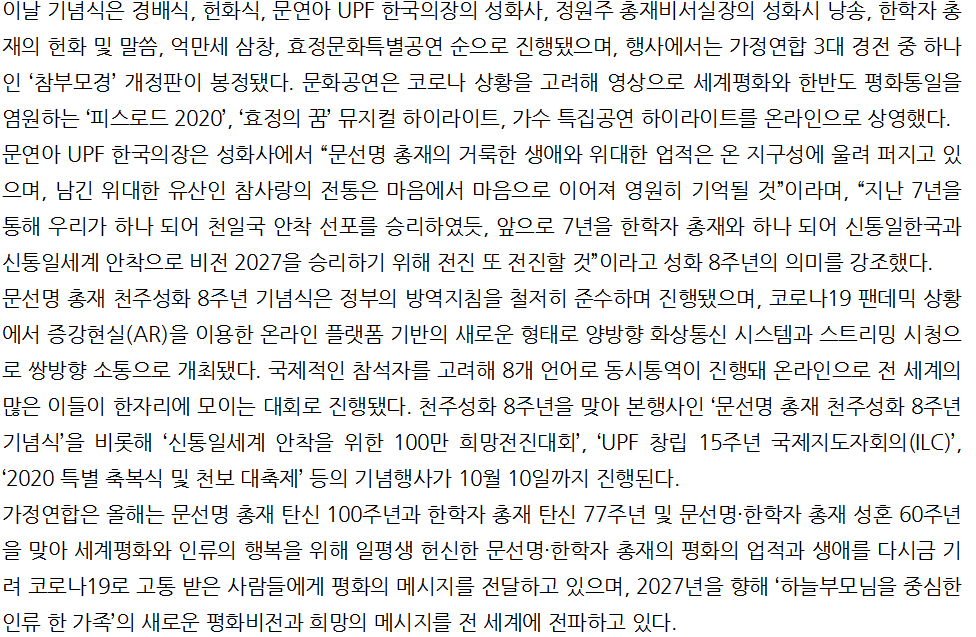 이날 기념식은 경배식, 헌화식, 문연아 UPF 한국의장의 성화사, 정원주 총재비서실장의 성화시 낭송, 한학자 총
재의 헌화 및 말씀, 억만세 삼창, 효정문화특별공연 순으로 진행됐으며, 행사에서는 가정연합 3대 경전 중 하나
인 ‘참부모경’ 개정판이 봉정됐다. 문화공연은 코로나 상황을 고려해 영상으로 세계평화와 한반도 평화통일을
염원하는 ‘피스로드 2020’, ‘효정의 꿈’ 뮤지컬 하이라이트, 가수 특집공연 하이라이트를 온라인으로 상영했다.
문연아 UPF 한국의장은 성화사에서 “문선명 총재의 거룩한 생애와 위대한 업적은 온 지구성에 울려 퍼지고 있
으며, 남긴 위대한 유산인 참사랑의 전통은 마음에서 마음으로 이어져 영원히 기억될 것”이라며, “지난 7년을
통해 우리가 하나 되어 천일국 안착 선포를 승리하였듯, 앞으로 7년을 한학자 총재와 하나 되어 신통일한국과
신통일세계 안착으로 비전 2027을 승리하기 위해 전진 또 전진할 것”이라고 성화 8주년의 의미를 강조했다.
문선명 총재 천주성화 8주년 기념식은 정부의 방역지침을 철저히 준수하며 진행됐으며, 코로나19 팬데믹 상황
에서 증강현실(AR)을 이용한 온라인 플랫폼 기반의 새로운 형태로 양방향 화상통신 시스템과 스트리밍 시청으
로 쌍방향 소통으로 개최됐다. 국제적인 참석자를 고려해 8개 언어로 동시통역이 진행돼 온라인으로 전 세계의
많은 이들이 한자리에 모이는 대회로 진행됐다. 천주성화 8주년을 맞아 본행사인 ‘문선명 총재 천주성화 8주년
기념식’을 비롯해 ‘신통일세계 안착을 위한 100만 희망전진대회’, ‘UPF 창립 15주년 국제지도자회의(ILC)’,
‘2020 특별 축복식 및 천보 대축제’ 등의 기념행사가 10월 10일까지 진행된다.
가정연합은 올해는 문선명 총재 탄신 100주년과 한학자 총재 탄신 77주년 및 문선명·한학자 총재 성혼 60주년
을 맞아 세계평화와 인류의 행복을 위해 일평생 헌신한 문선명·한학자 총재의 평화의 업적과 생애를 다시금 기
려 코로나19로 고통 받은 사람들에게 평화의 메시지를 전달하고 있으며, 2027년을 향해 ‘하늘부모님을 중심한
인류 한 가족’의 새로운 평화비전과 희망의 메시지를 전 세계에 전파하고 있다.